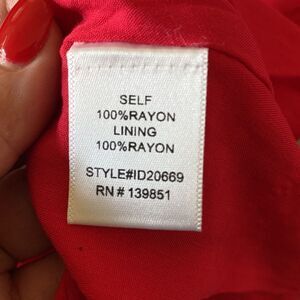 SELF
100%RAYON
LINING
100%RAYON
STYLE#ID20669
RN # 139851